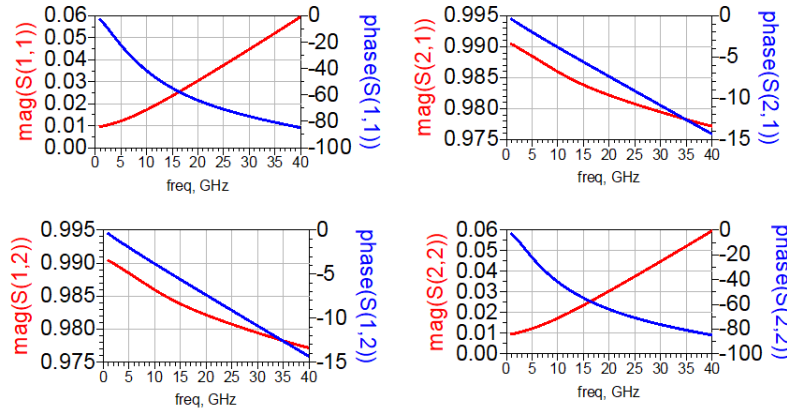 mag(S(1,1))
0.06
0.05
0.04
0.03
0.02
0.01
0.00
0
-20
-40
-60
-80
-100
phase(S(1,1))
0 5 10 15 20 25 30 35 40
freq, GHz
mag(S(2,1))
0.995
0.990
0.985
0.980
0.975
0
-5
-10
-15
phase(S(2,1))
0 5 10 15 20 25 30 35 40
freq, GHz
mag(S(1,2))
0.995
0.990
0.985
0.980
0.975
0
-5
-10
-15
phase(S(1,2))
0 5 10 15 20 25 30 35 40
freq, GHz
mag(S(2,2))
0.06
0.05
0.04
0.03
0.02
0.01
0.00
0
-20
-40
-60
-80
-100
phase(S(2,2))
0 5 10 15 20 25 30 35 40
freq, GHz